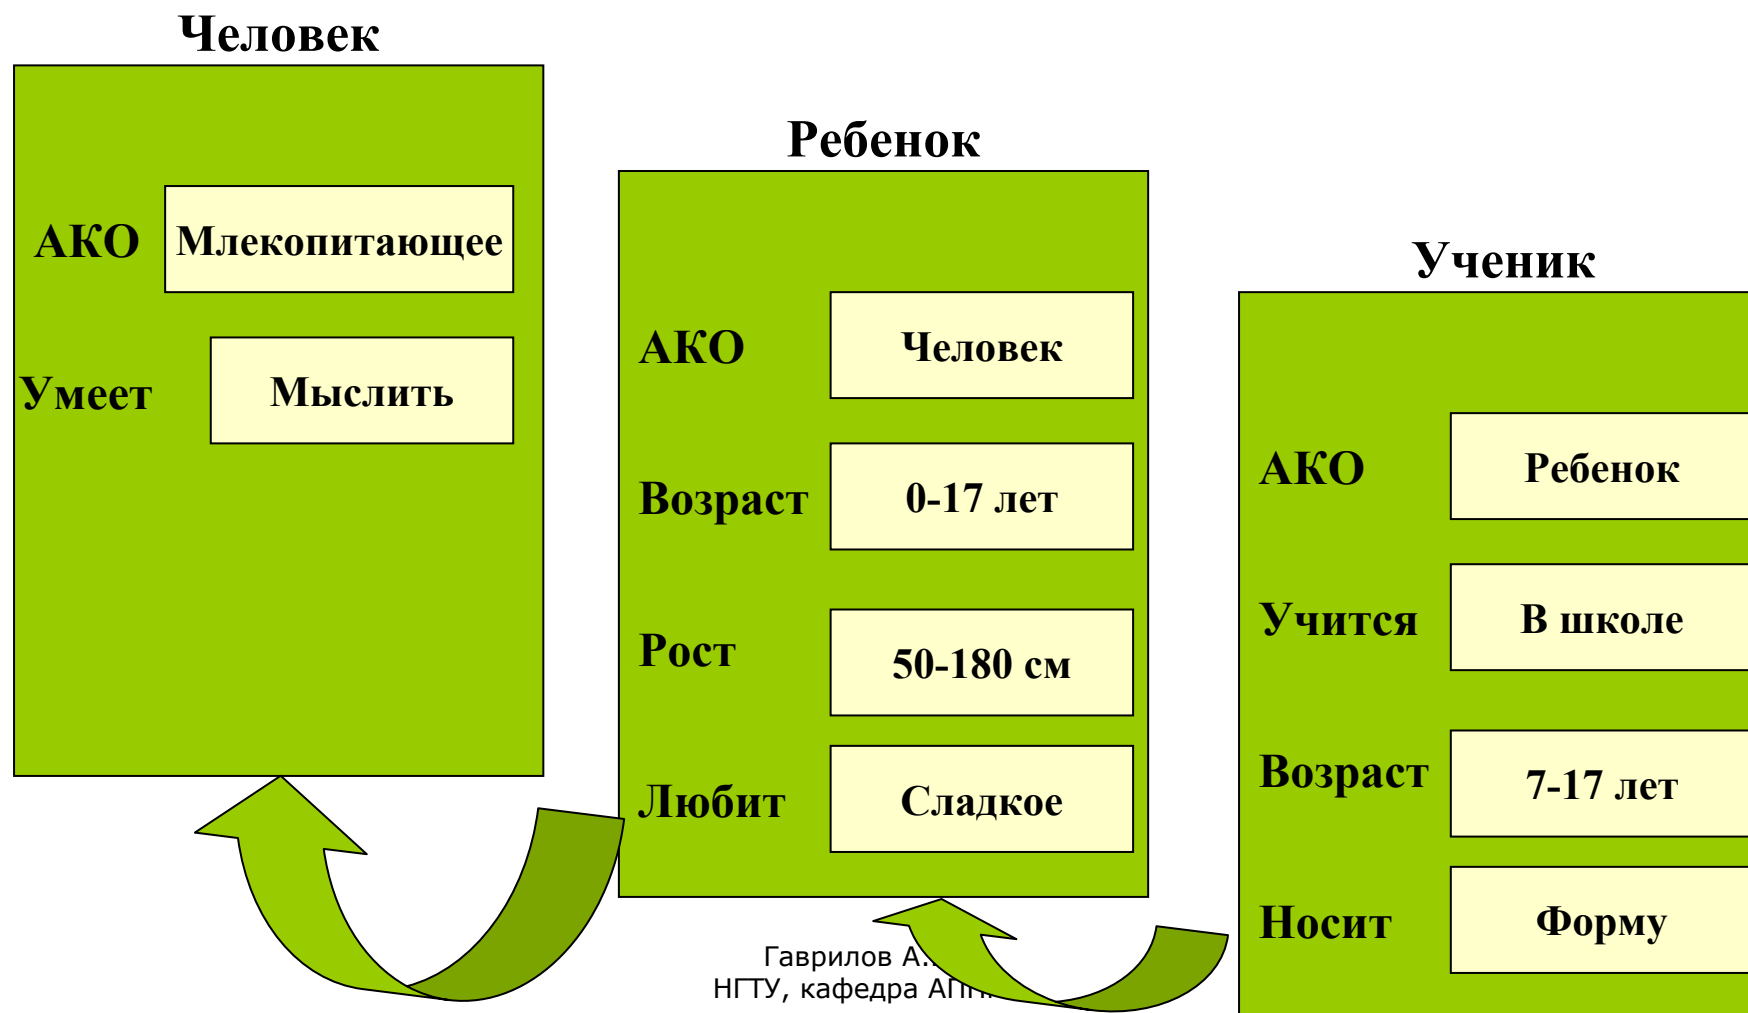 Человек
АКО Млекопитающее
Умеет Мыслить
Ребенок
АКО Человек
Возраст 0-17 лет
Рост 50-180 см
Любит Сладкое
Ученик
АКО Ребенок
Учится В школе
Возраст 7-17 лет
Носит Форму
Гаврилов А.
НГТУ, кафедра